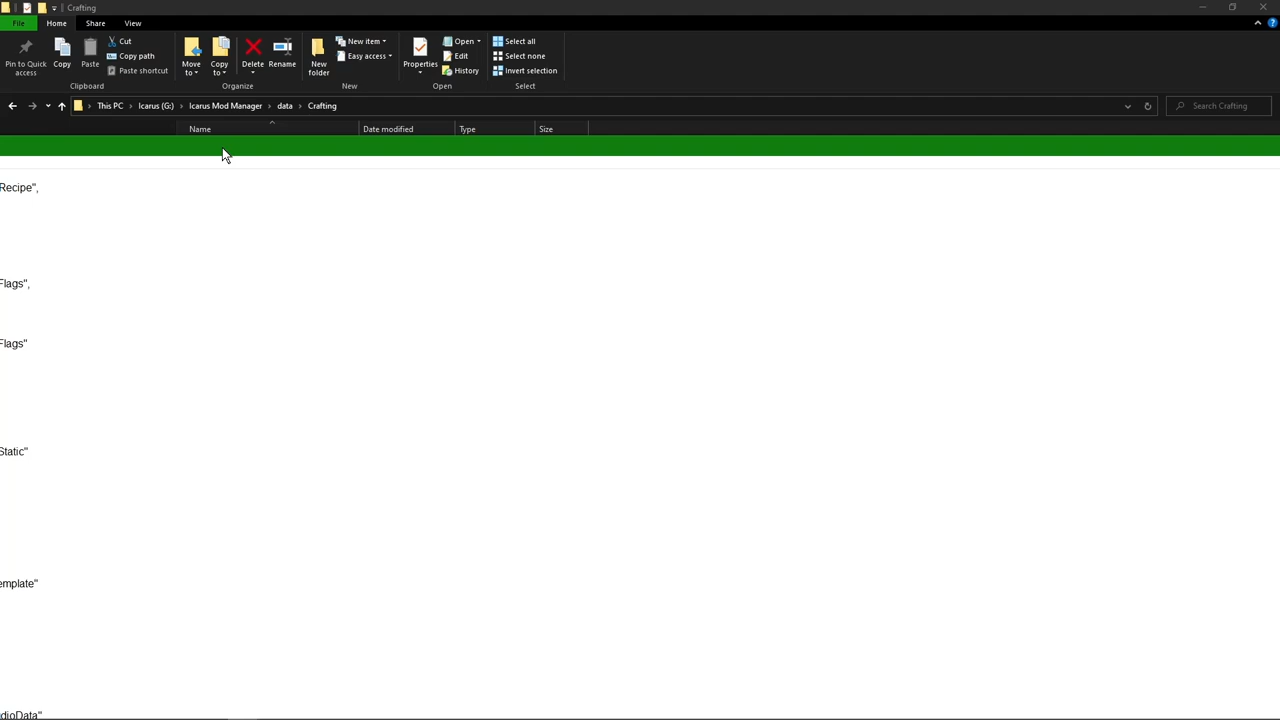 Crafting
File Home Share View
Pin to Quick access
Copy
Paste
Cut
Copy path
Paste shortcut
Clipboard
Move to
Copy to
Delete
Rename
Organize
New folder
New item
Easy access
New
Properties
Open
Edit
History
Open
Select all
Select none
Invert selection
Select
This PC Icarus (G:) Icarus Mod Manager data Crafting
Search Crafting
Name Date modified Type Size
Recipe",
Flags",
Flags"
Static"
emplate"
dioData"